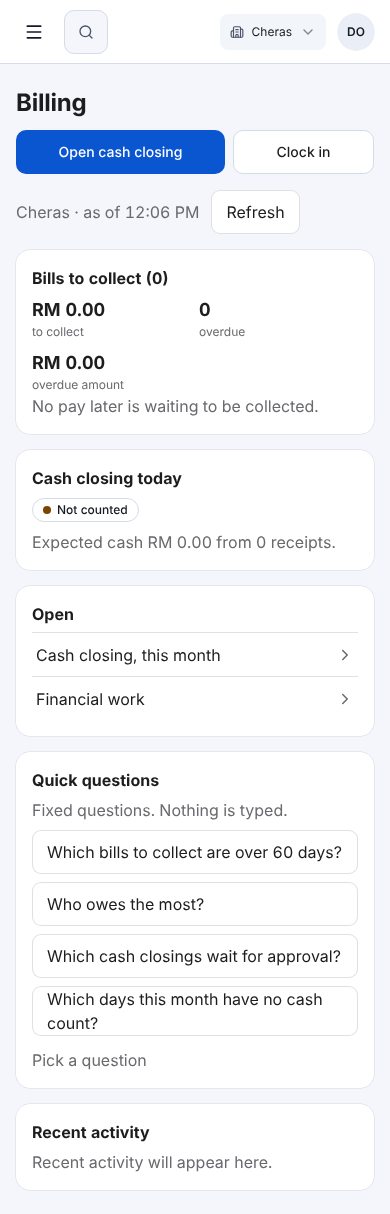 Cheras
DO
Billing
Open cash closing
Clock in
Cheras · as of 12:06 PM
Refresh
Bills to collect (0)
RM 0.00
to collect
0
overdue
RM 0.00
overdue amount
No pay later is waiting to be collected.
Cash closing today
Not counted
Expected cash RM 0.00 from 0 receipts.
Open
Cash closing, this month
Financial work
Quick questions
Fixed questions. Nothing is typed.
Which bills to collect are over 60 days?
Who owes the most?
Which cash closings wait for approval?
Which days this month have no cash
count?
Pick a question
Recent activity
Recent activity will appear here.